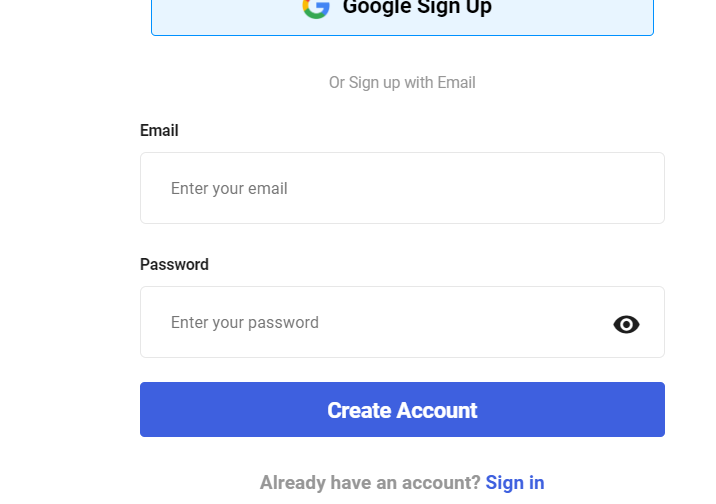 Google Sign Up
Or Sign up with Email
Email
Enter your email
Password
Enter your password
Create Account
Already have an account? Sign in